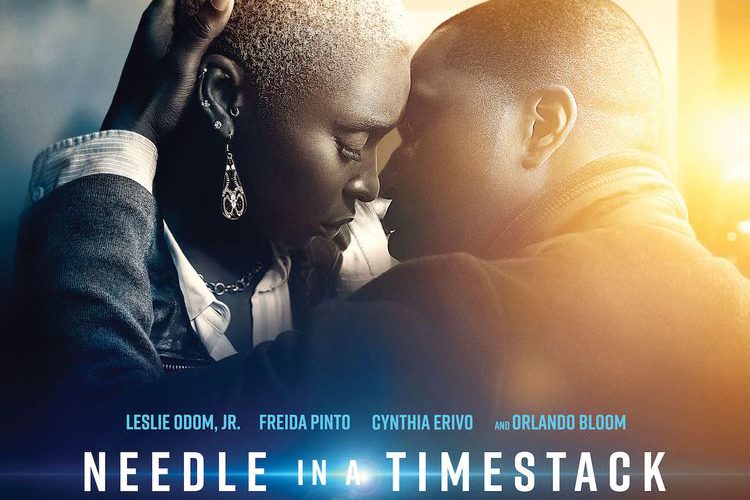 LESLIE ODOM, JR. FREIDA PINTO CYNTHIA ERIVO AND ORLANDO BLOOM
NEEDLE IN A TIMESTACK